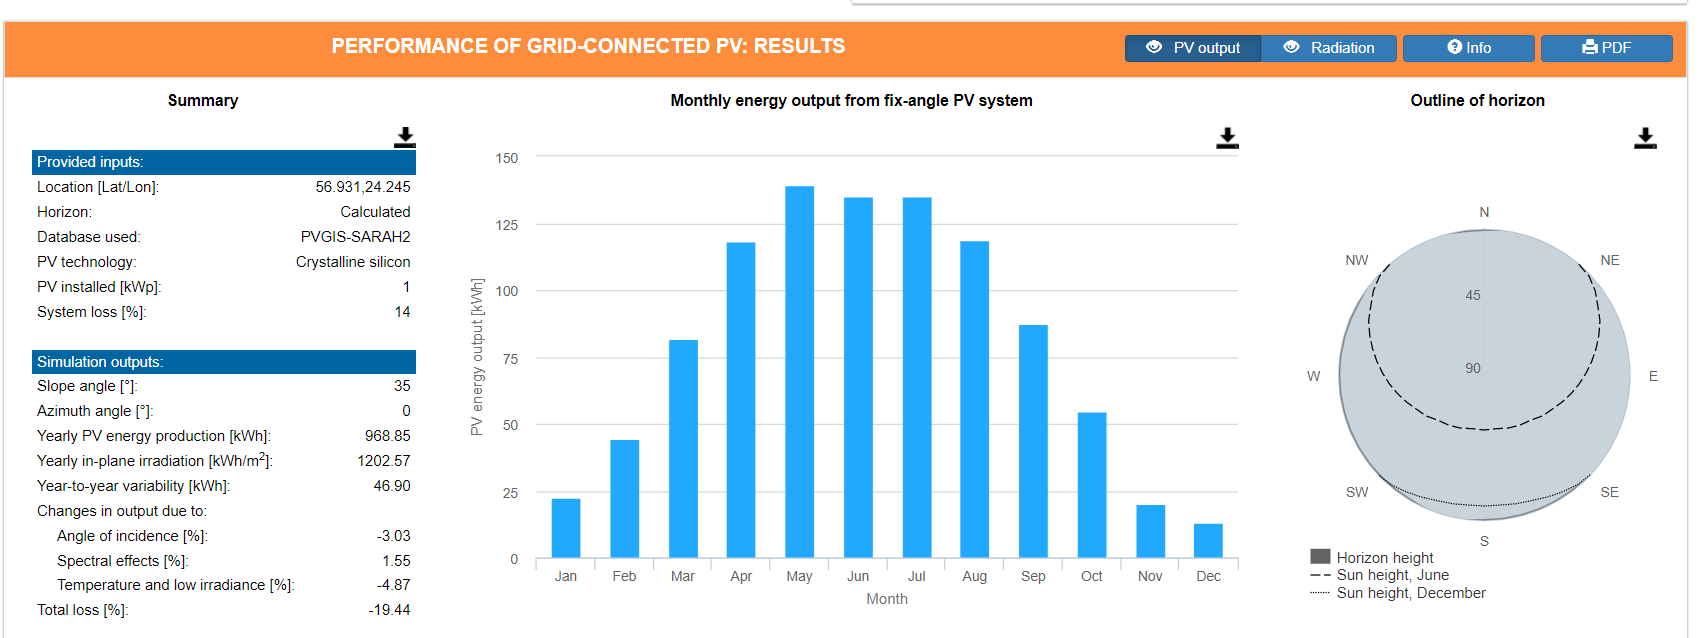 PERFORMANCE OF GRID-CONNECTED PV: RESULTS
PV output
Radiation
Info
PDF
Summary
Provided inputs:
Location [Lat/Lon]: 56.931,24.245
Horizon: Calculated
Database used: PVGIS-SARAH2
PV technology: Crystalline silicon
PV installed [kWp]: 1
System loss [%]: 14
Simulation outputs:
Slope angle [°]: 35
Azimuth angle [°]: 0
Yearly PV energy production [kWh]: 968.85
Yearly in-plane irradiation [kWh/m²]: 1202.57
Year-to-year variability [kWh]: 46.90
Changes in output due to:
Angle of incidence [%]: -3.03
Spectral effects [%]: 1.55
Temperature and low irradiance [%]: -4.87
Total loss [%]: -19.44
Monthly energy output from fix-angle PV system
PV energy output [kWh]
150
125
100
75
50
25
0
Jan Feb Mar Apr May Jun Jul Aug Sep Oct Nov Dec
Month
Outline of horizon
N
NW NE
45
90
W E
SW SE
S
Horizon height
Sun height, June
Sun height, December